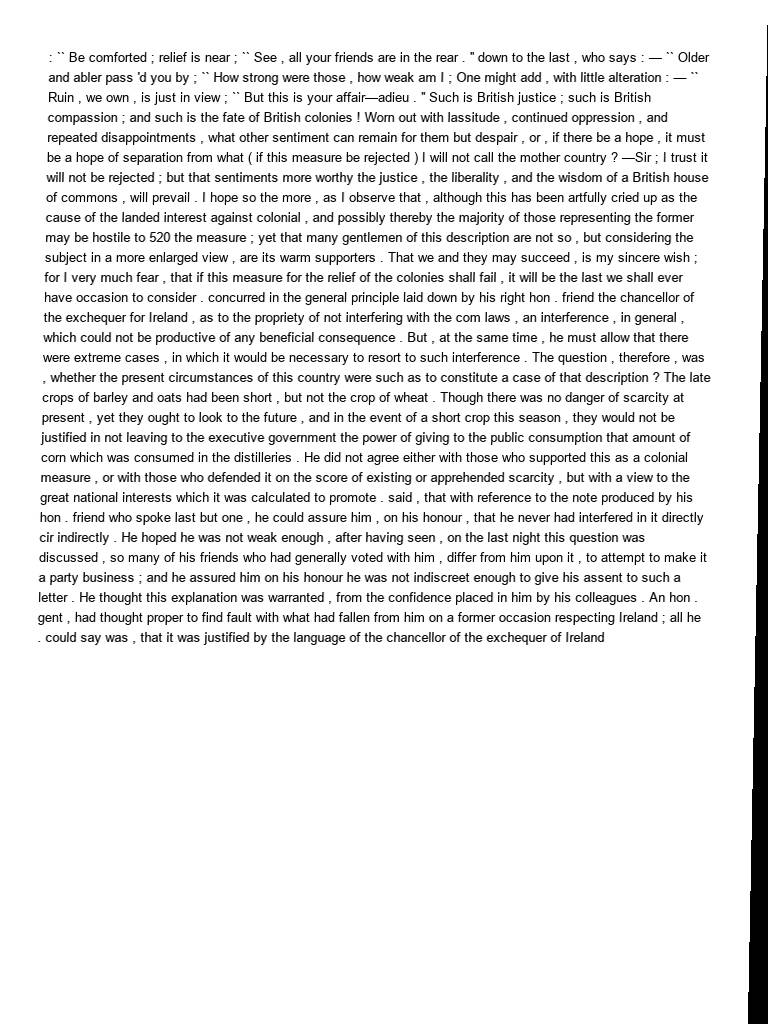 : `` Be comforted ; relief is near ; `` See , all your friends are in the rear . " down to the last , who says : — `` Older
and abler pass 'd you by ; `` How strong were those , how weak am I ; One might add , with little alteration : — ``
Ruin , we own , is just in view ; `` But this is your affair—adieu . " Such is British justice ; such is British
compassion ; and such is the fate of British colonies ! Worn out with lassitude , continued oppression , and
repeated disappointments , what other sentiment can remain for them but despair , or , if there be a hope , it must
be a hope of separation from what ( if this measure be rejected ) I will not call the mother country ? —Sir ; I trust it
will not be rejected ; but that sentiments more worthy the justice , the liberality , and the wisdom of a British house
of commons , will prevail . I hope so the more , as I observe that , although this has been artfully cried up as the
cause of the landed interest against colonial , and possibly thereby the majority of those representing the former
may be hostile to 520 the measure ; yet that many gentlemen of this description are not so , but considering the
subject in a more enlarged view , are its warm supporters . That we and they may succeed , is my sincere wish ;
for I very much fear , that if this measure for the relief of the colonies shall fail , it will be the last we shall ever
have occasion to consider . concurred in the general principle laid down by his right hon . friend the chancellor of
the exchequer for Ireland , as to the propriety of not interfering with the com laws , an interference , in general ,
which could not be productive of any beneficial consequence . But , at the same time , he must allow that there
were extreme cases , in which it would be necessary to resort to such interference . The question , therefore , was
, whether the present circumstances of this country were such as to constitute a case of that description ? The late
crops of barley and oats had been short , but not the crop of wheat . Though there was no danger of scarcity at
present , yet they ought to look to the future , and in the event of a short crop this season , they would not be
justified in not leaving to the executive government the power of giving to the public consumption that amount of
corn which was consumed in the distilleries . He did not agree either with those who supported this as a colonial
measure , or with those who defended it on the score of existing or apprehended scarcity , but with a view to the
great national interests which it was calculated to promote . said , that with reference to the note produced by his
hon . friend who spoke last but one , he could assure him , on his honour , that he never had interfered in it directly
cir indirectly . He hoped he was not weak enough , after having seen , on the last night this question was
discussed , so many of his friends who had generally voted with him , differ from him upon it , to attempt to make it
a party business ; and he assured him on his honour he was not indiscreet enough to give his assent to such a
letter . He thought this explanation was warranted , from the confidence placed in him by his colleagues . An hon .
gent , had thought proper to find fault with what had fallen from him on a former occasion respecting Ireland ; all he
. could say was , that it was justified by the language of the chancellor of the exchequer of Ireland